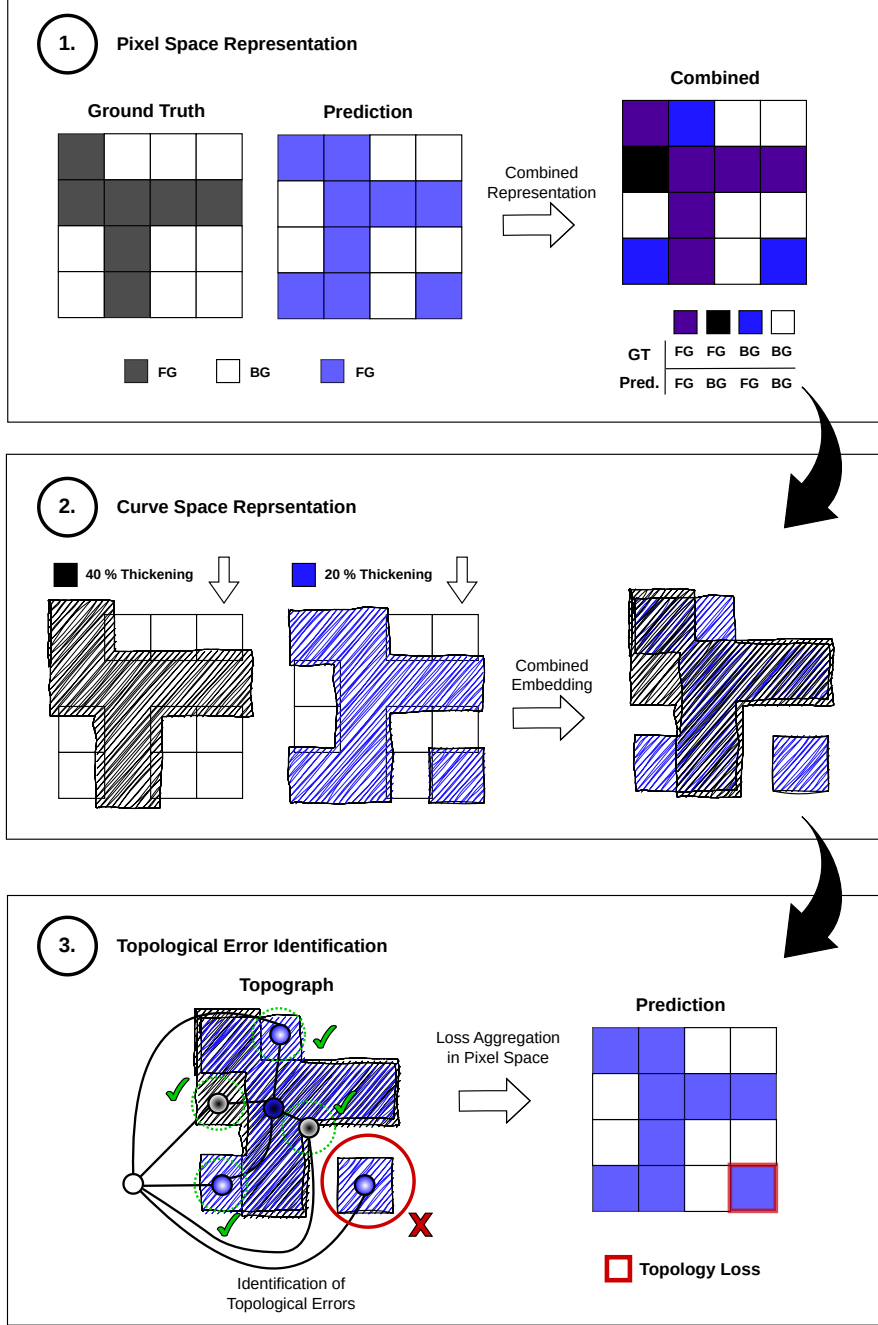 1.
Pixel Space Representation
Ground Truth
Prediction
Combined
Combined
Representation
FG
BG
FG
GT FG FG BG BG
Pred. FG BG FG BG
2.
Curve Space Reprsentation
40 % Thickening
20 % Thickening
Combined
Embedding
3.
Topological Error Identification
Topograph
Loss Aggregation
in Pixel Space
Prediction
X
Identification of
Topological Errors
Topology Loss